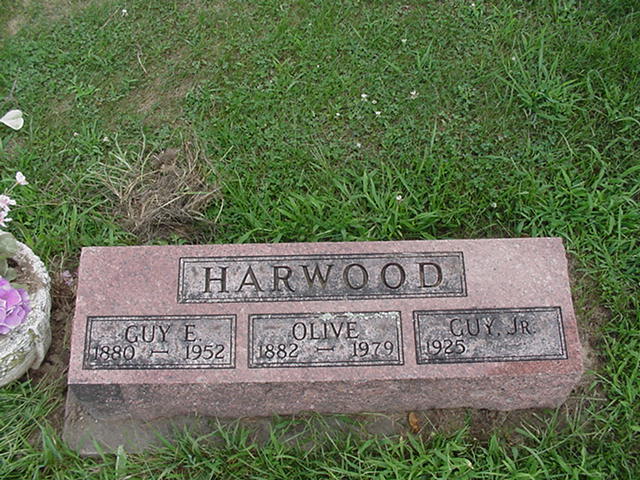 HARWOOD
GUY E.
1880 — 1952
OLIVE
1882 — 1979
GUY, JR.
1925